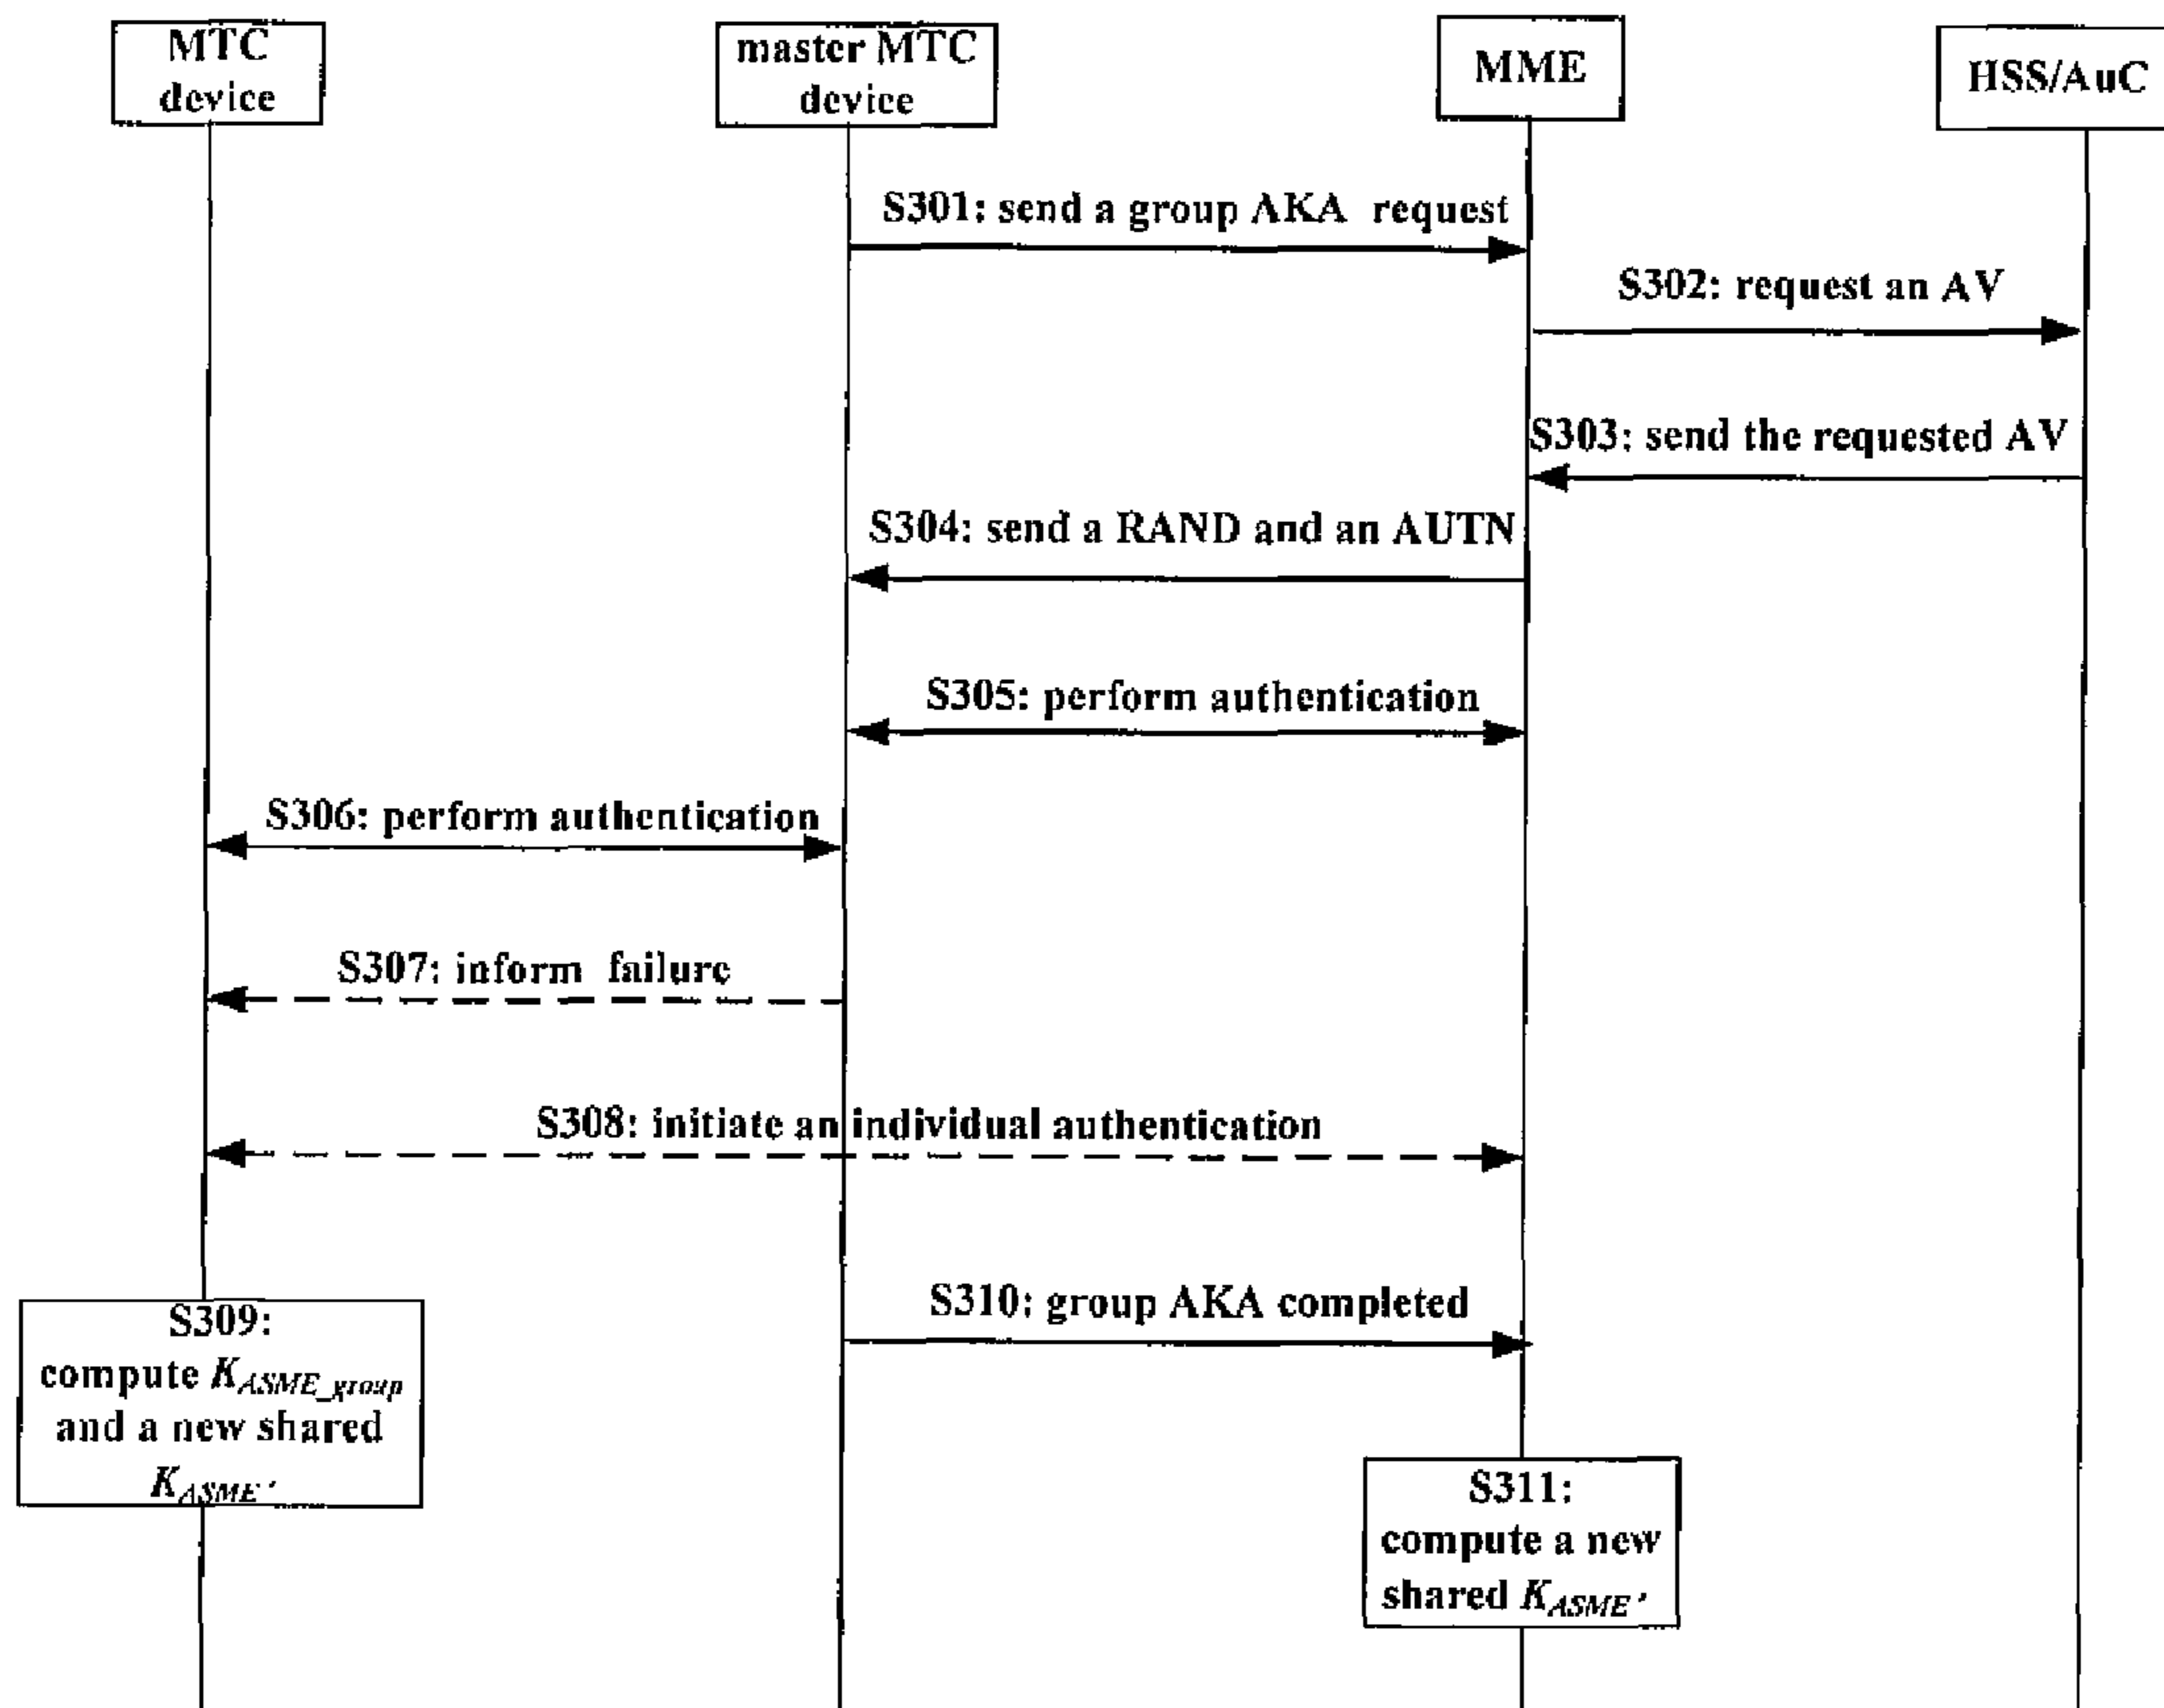 MTC
device
master MTC
device
MME
HSS/AuC
S301: send a group AKA request
S302: request an AV
S303: send the requested AV
S304: send a RAND and an AUTN
S305: perform authentication
S306: perform authentication
S307: inform failure
S308: initiate an individual authentication
S309:
compute K_ASME_group
and a new shared
K_ASME'
S310: group AKA completed
S311:
compute a new
shared K_ASME'